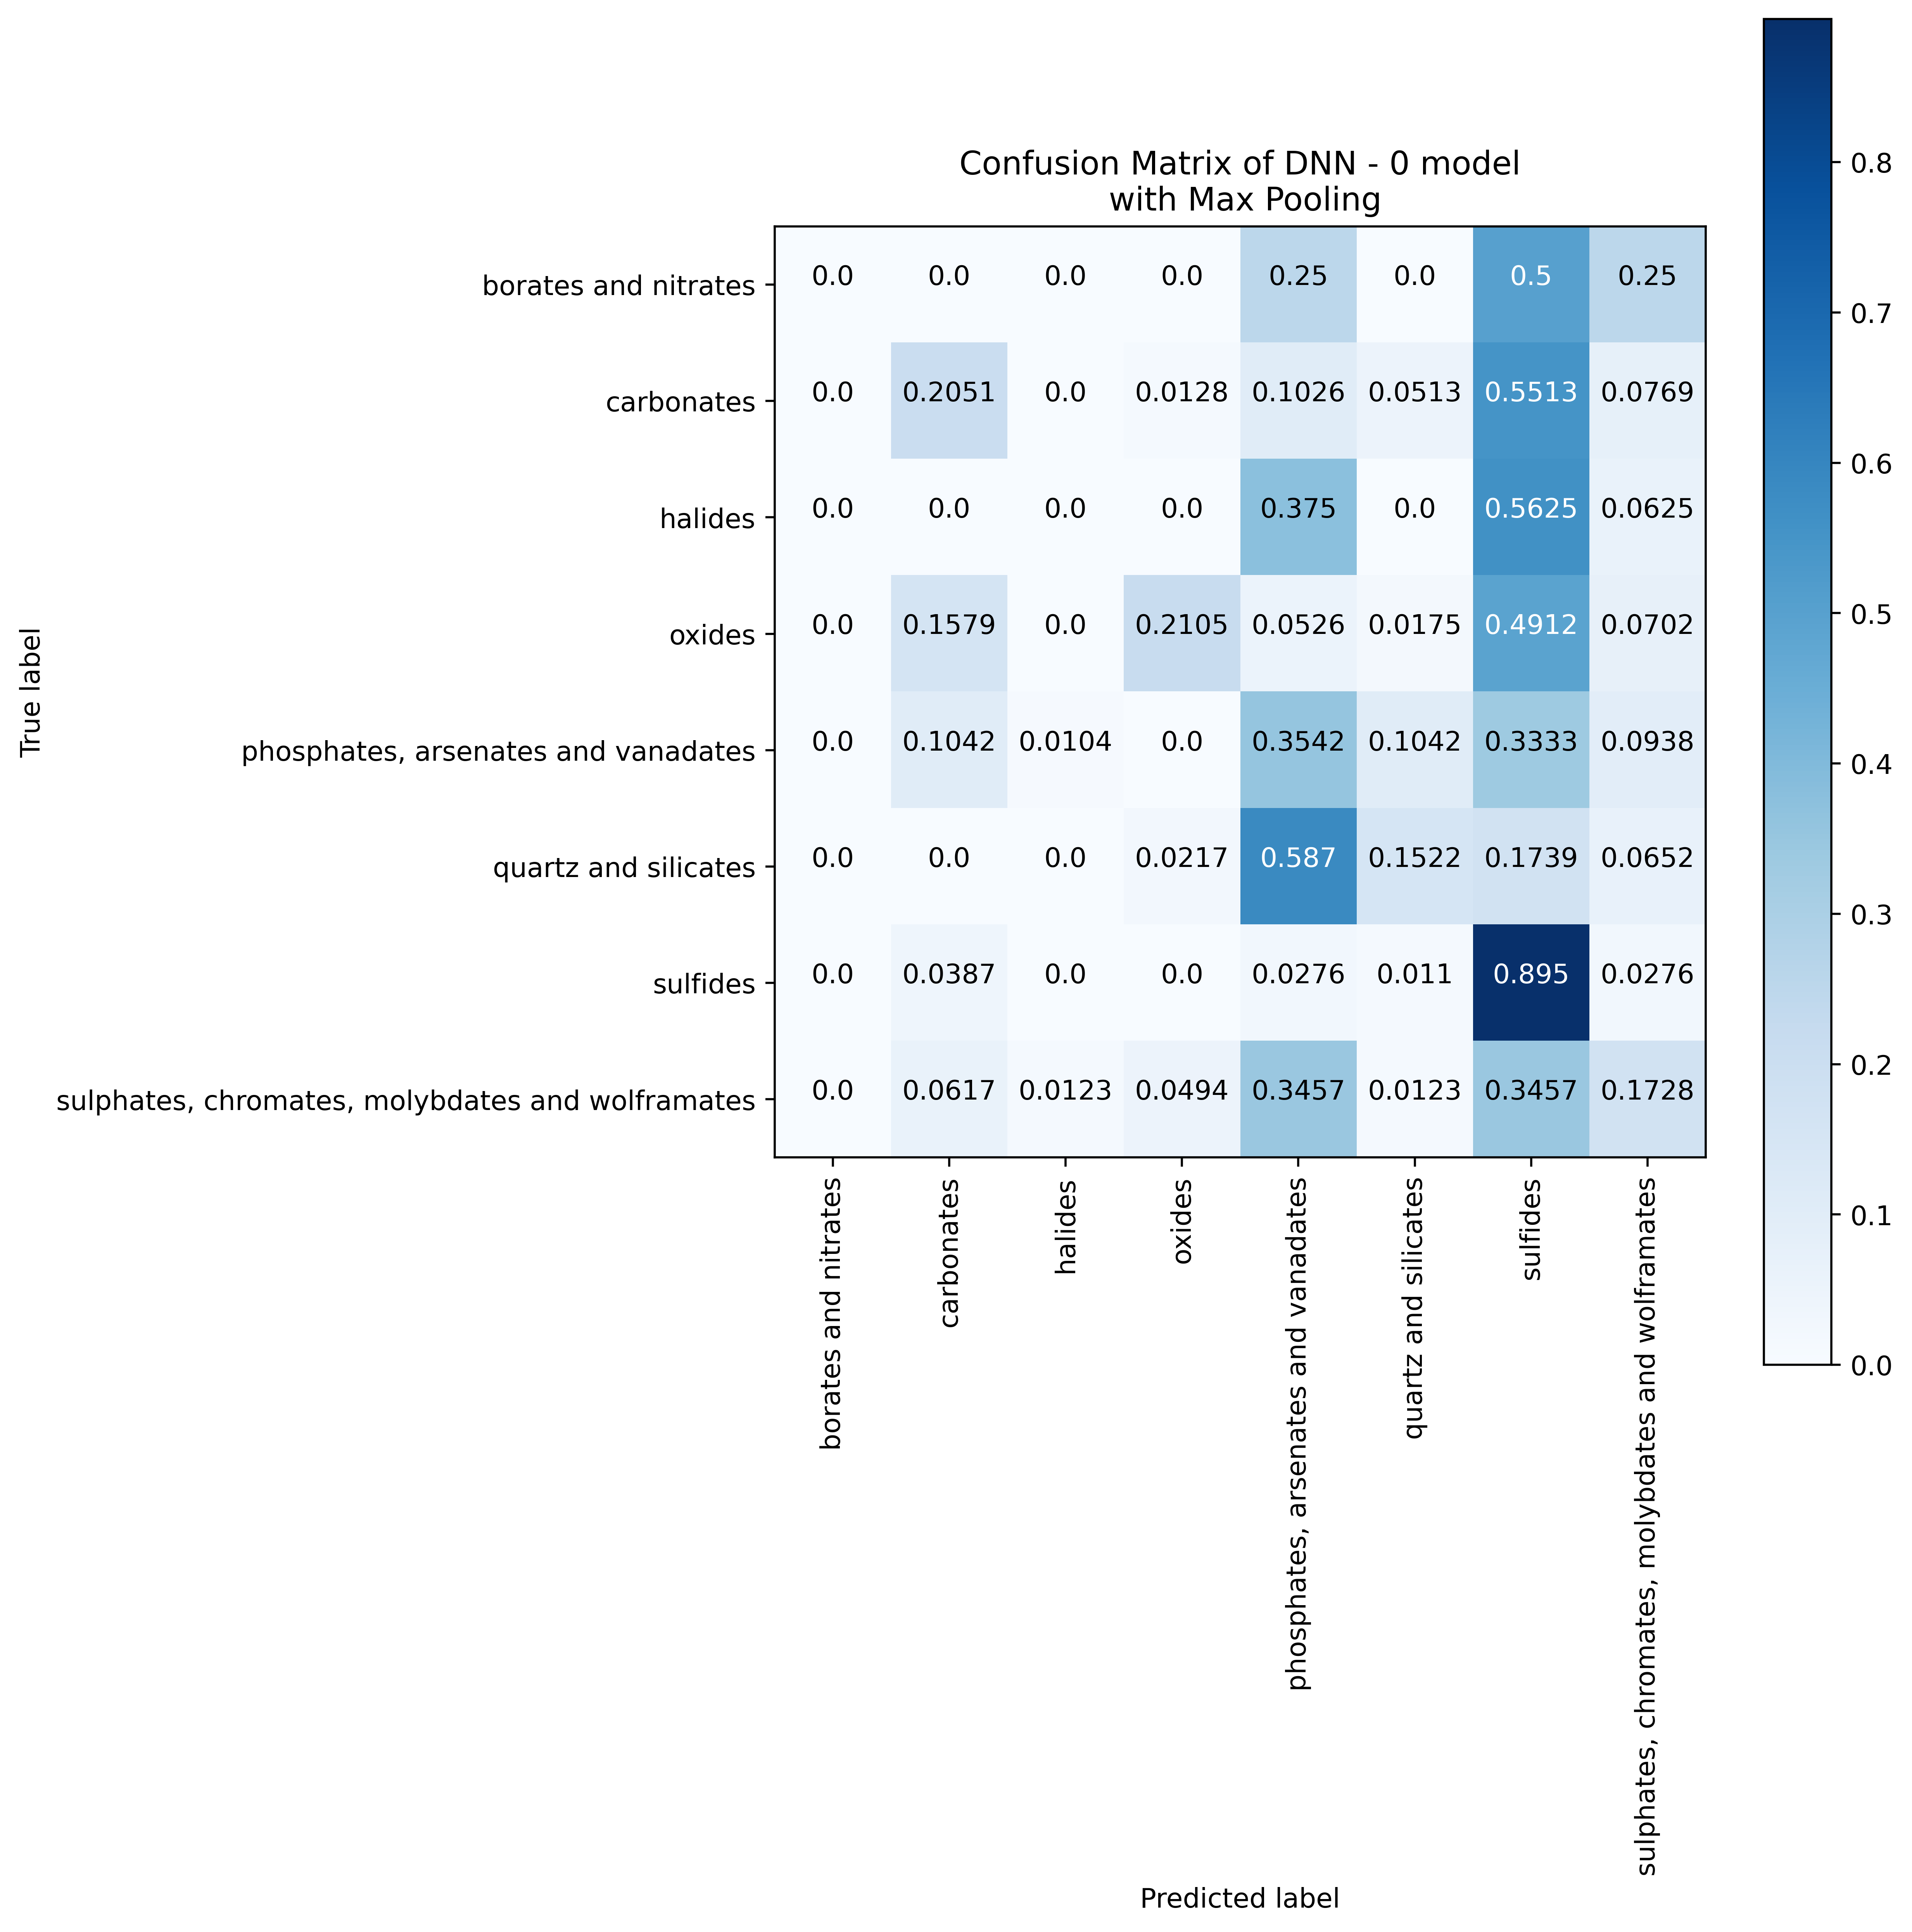 Confusion Matrix of DNN - 0 model
with Max Pooling
True label
borates and nitrates 0.0 0.0 0.0 0.0 0.25 0.0 0.5 0.25
carbonates 0.0 0.2051 0.0 0.0128 0.1026 0.0513 0.5513 0.0769
halides 0.0 0.0 0.0 0.0 0.375 0.0 0.5625 0.0625
oxides 0.0 0.1579 0.0 0.2105 0.0526 0.0175 0.4912 0.0702
phosphates, arsenates and vanadates 0.0 0.1042 0.0104 0.0 0.3542 0.1042 0.3333 0.0938
quartz and silicates 0.0 0.0 0.0 0.0217 0.587 0.1522 0.1739 0.0652
sulfides 0.0 0.0387 0.0 0.0 0.0276 0.011 0.895 0.0276
sulphates, chromates, molybdates and wolframates 0.0 0.0617 0.0123 0.0494 0.3457 0.0123 0.3457 0.1728
borates and nitrates
carbonates
halides
oxides
phosphates, arsenates and vanadates
quartz and silicates
sulfides
sulphates, chromates, molybdates and wolframates
Predicted label
0.8
0.7
0.6
0.5
0.4
0.3
0.2
0.1
0.0